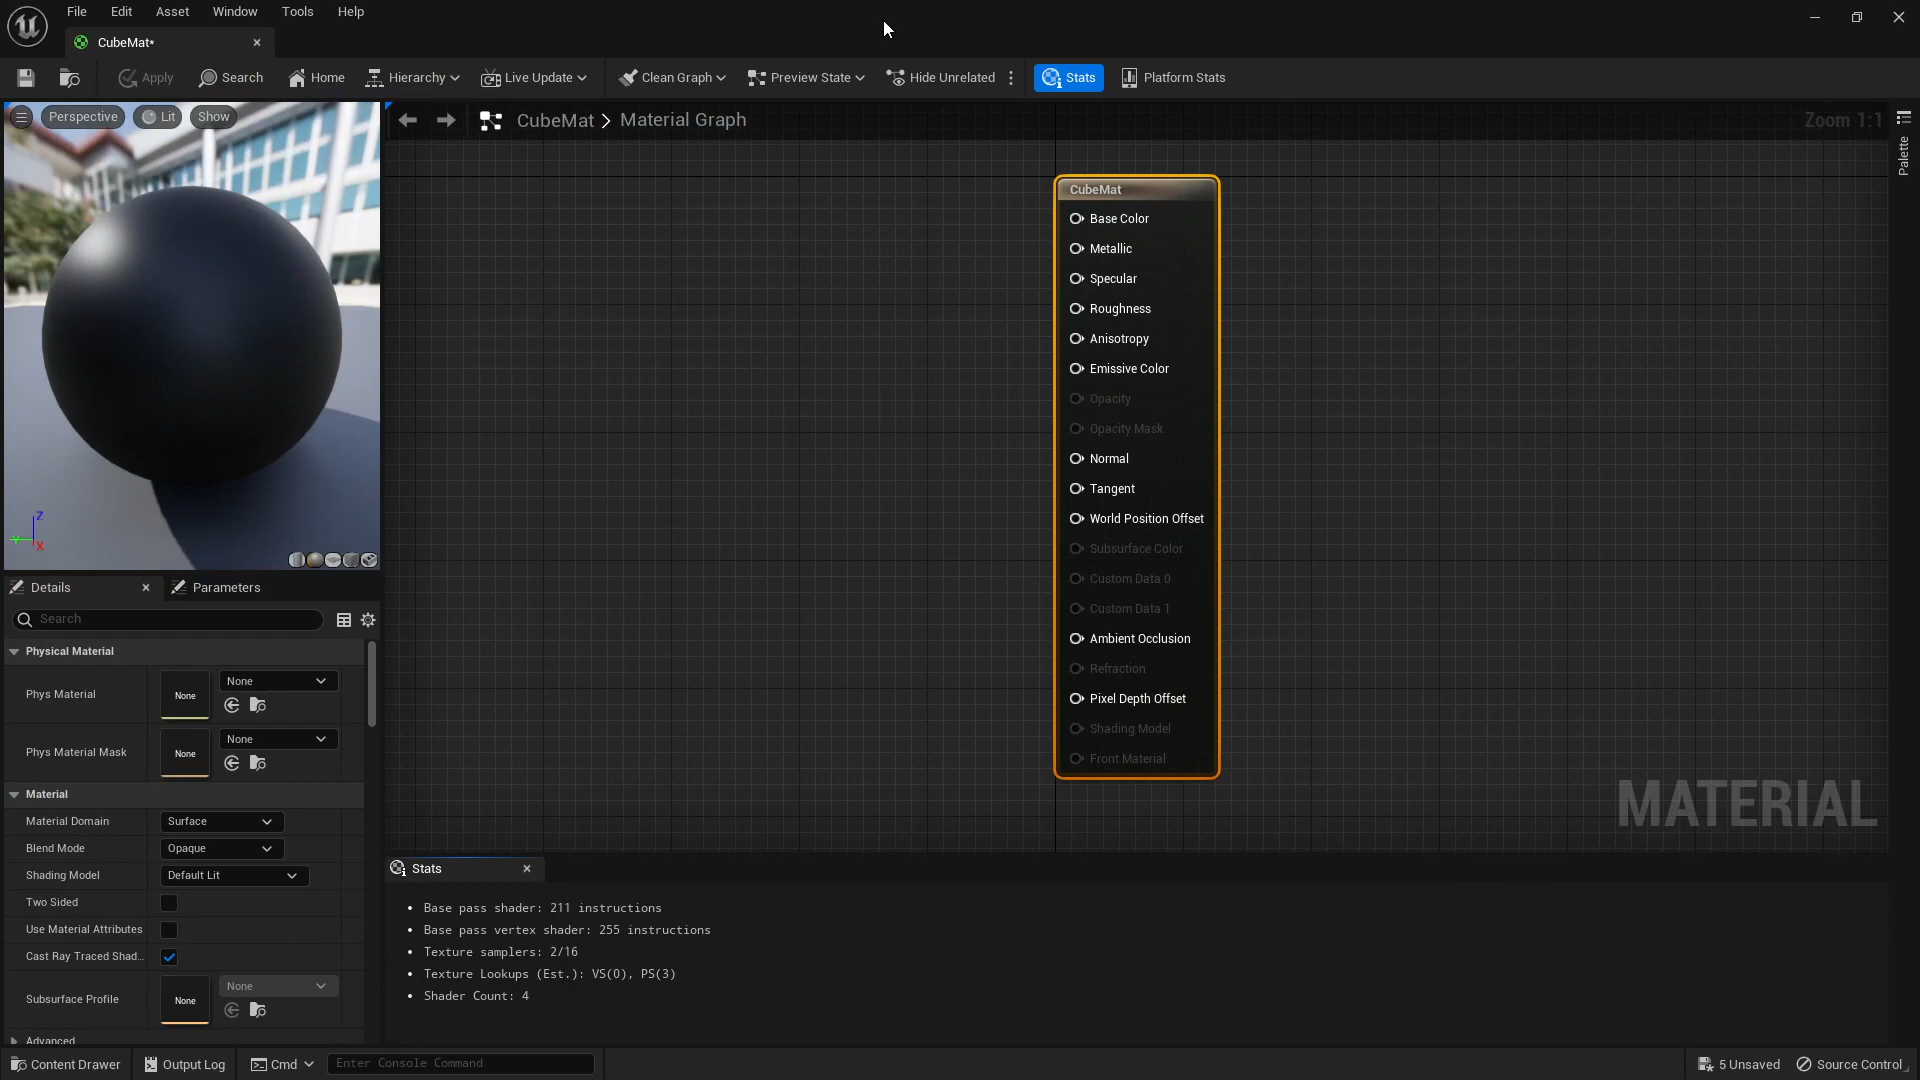 File Edit Asset Window Tools Help
CubeMat*
Apply Search Home Hierarchy Live Update Clean Graph Preview State Hide Unrelated Stats Platform Stats
Perspective Lit Show
CubeMat > Material Graph
Zoom 1:1
Palette
CubeMat
Base Color
Metallic
Specular
Roughness
Anisotropy
Emissive Color
Opacity
Opacity Mask
Normal
Tangent
World Position Offset
Subsurface Color
Custom Data 0
Custom Data 1
Ambient Occlusion
Refraction
Pixel Depth Offset
Shading Model
Front Material
MATERIAL
Z
Y
X
Details Parameters
Search
Physical Material
Phys Material None None
Phys Material Mask None None
Material
Material Domain Surface
Blend Mode Opaque
Shading Model Default Lit
Two Sided
Use Material Attributes
Cast Ray Traced Shad...
Subsurface Profile None None
Advanced
Stats
• Base pass shader: 211 instructions
• Base pass vertex shader: 255 instructions
• Texture samplers: 2/16
• Texture Lookups (Est.): VS(0), PS(3)
• Shader Count: 4
Content Drawer Output Log Cmd Enter Console Command 5 Unsaved Source Control